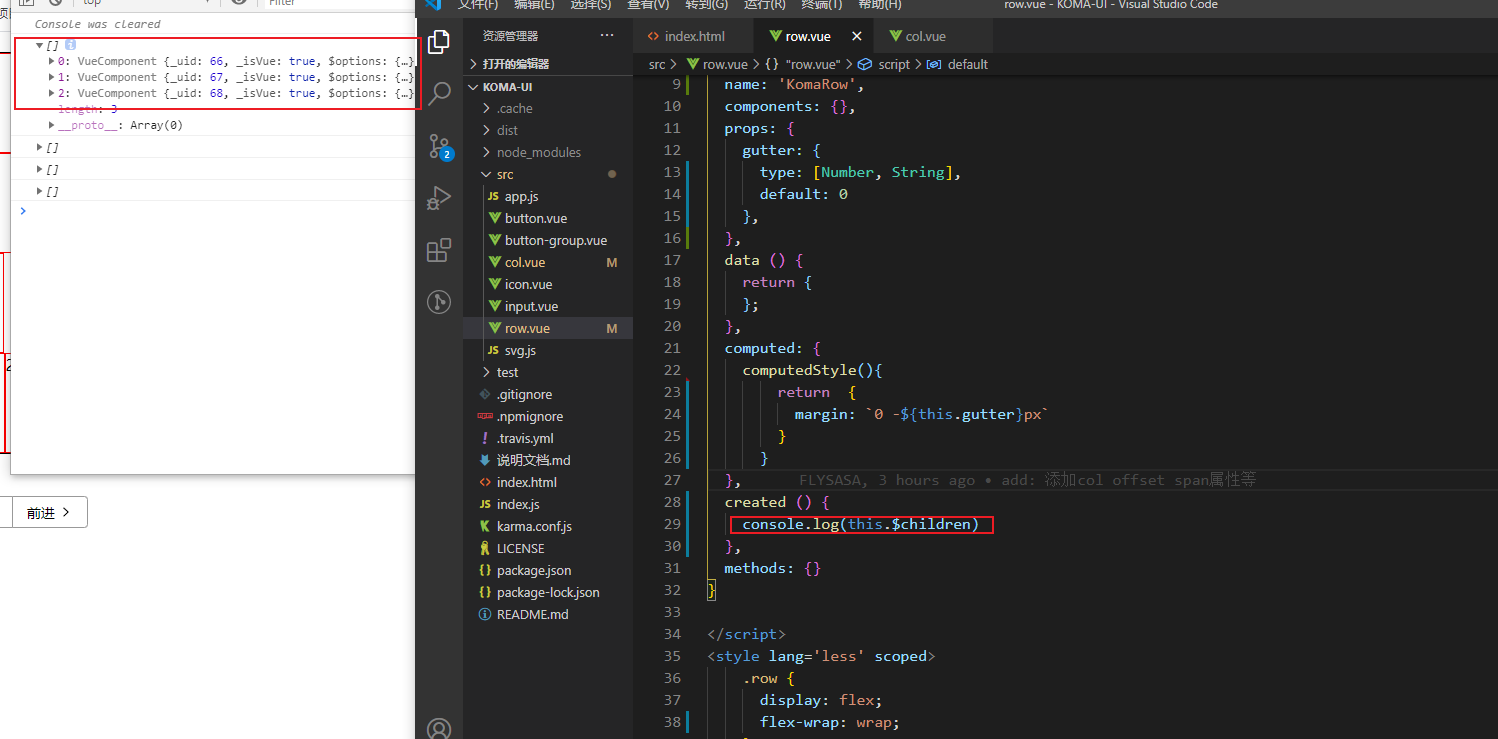 top
Filter
Console was cleared
[] i
0: VueComponent {_uid: 66, _isVue: true, $options: {…}
1: VueComponent {_uid: 67, _isVue: true, $options: {…}
2: VueComponent {_uid: 68, _isVue: true, $options: {…}
length: 3
__proto__: Array(0)
[]
[]
[]
2
前进
文件(F) 编辑(E) 选择(S) 查看(V) 转到(G) 运行(R) 终端(T) 帮助(H)
row.vue - KOMA-UI - Visual Studio Code
资源管理器 ···
打开的编辑器
KOMA-UI
.cache
dist
node_modules
src
JS app.js
button.vue
button-group.vue
col.vue M
icon.vue
input.vue
row.vue M
JS svg.js
test
.gitignore
.npmignore
.travis.yml
说明文档.md
index.html
JS index.js
karma.conf.js
LICENSE
package.json
package-lock.json
README.md
2
index.html
row.vue
col.vue
src > row.vue > {} "row.vue" > script > default
9 name: 'KomaRow',
10 components: {},
11 props: {
12 gutter: {
13 type: [Number, String],
14 default: 0
15 },
16 },
17 data () {
18 return {
19 };
20 },
21 computed: {
22 computedStyle(){
23 return {
24 margin: `0 -${this.gutter}px`
25 }
26 }
27 }, FLYSASA, 3 hours ago • add: 添加col offset span属性等
28 created () {
29 console.log(this.$children)
30 },
31 methods: {}
32 }
33
34 </script>
35 <style lang='less' scoped>
36 .row {
37 display: flex;
38 flex-wrap: wrap;